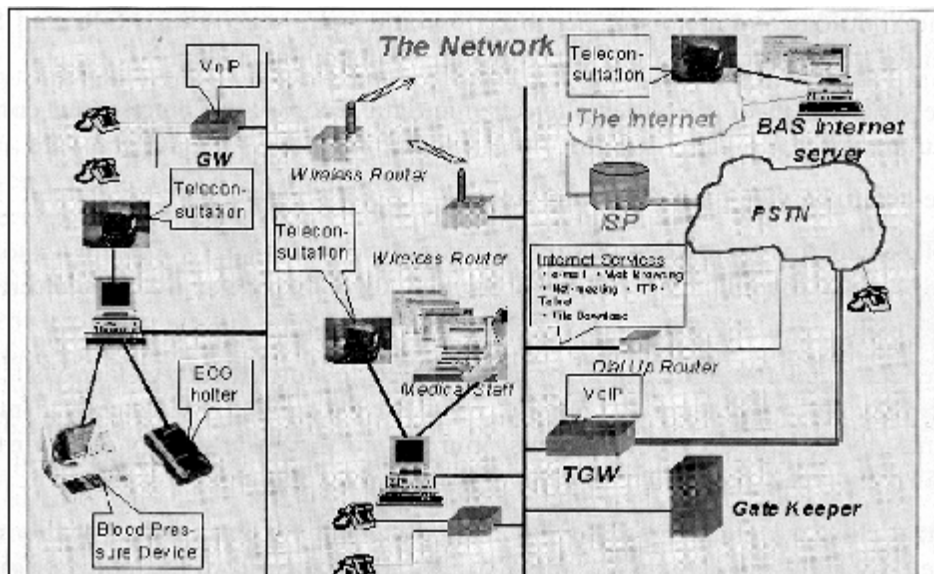 The Network
VoIP
GW
Telecon-
sultation
Wireless Router
Telecon-
sultation
Wireless Router
Telecon-
sultation
The Internet
BAS Internet
server
ISP
PSTN
Internet Services
• e-mail • Web Browsing
• Net-meeting • FTP •
Telnet
• File Download
Dial Up Router
Medical Staff
ECG
holter
VoIP
TGW
Gate Keeper
Blood Pres-
sure Device